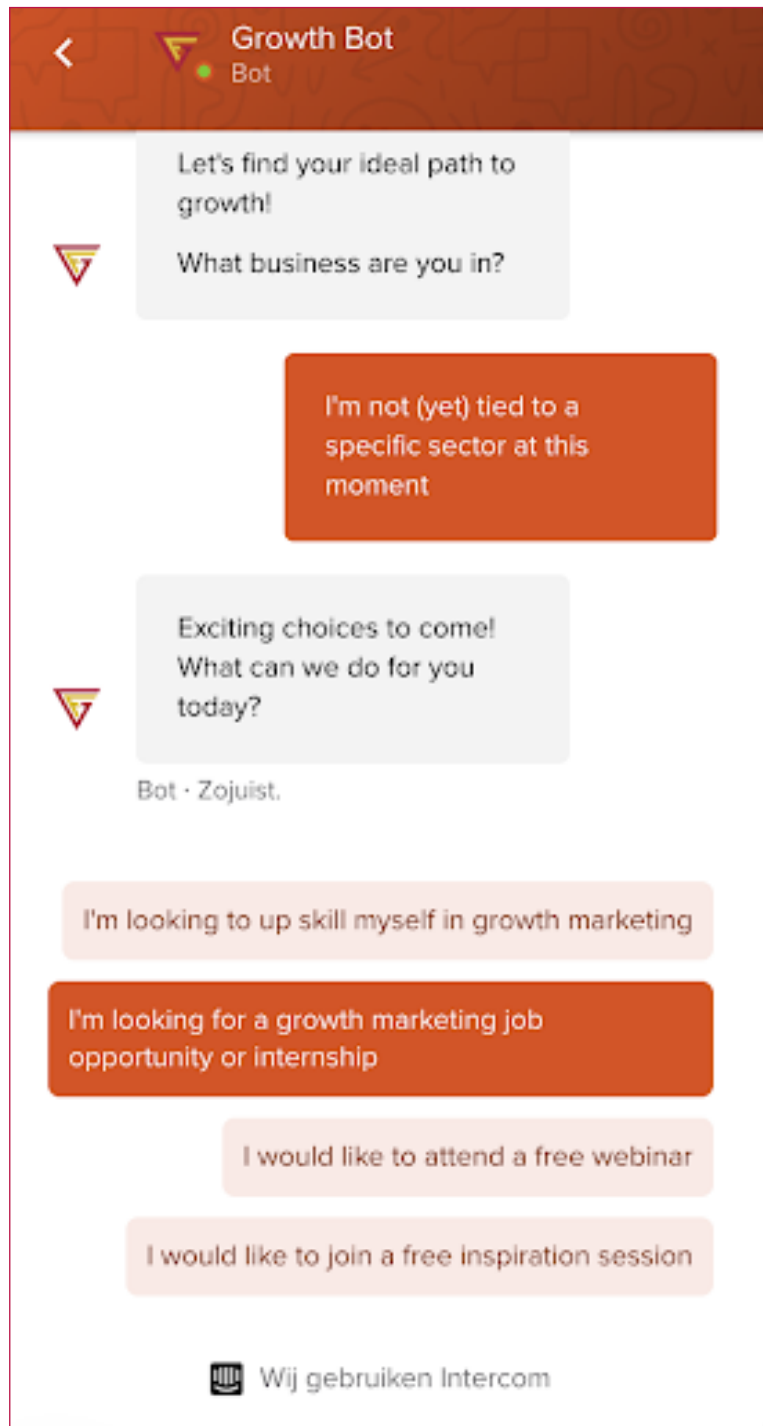 Growth Bot
Bot
Let's find your ideal path to
growth!
What business are you in?
I'm not (yet) tied to a
specific sector at this
moment
Exciting choices to come!
What can we do for you
today?
Bot · Zojuist.
I'm looking to up skill myself in growth marketing
I'm looking for a growth marketing job
opportunity or internship
I would like to attend a free webinar
I would like to join a free inspiration session
Wij gebruiken Intercom